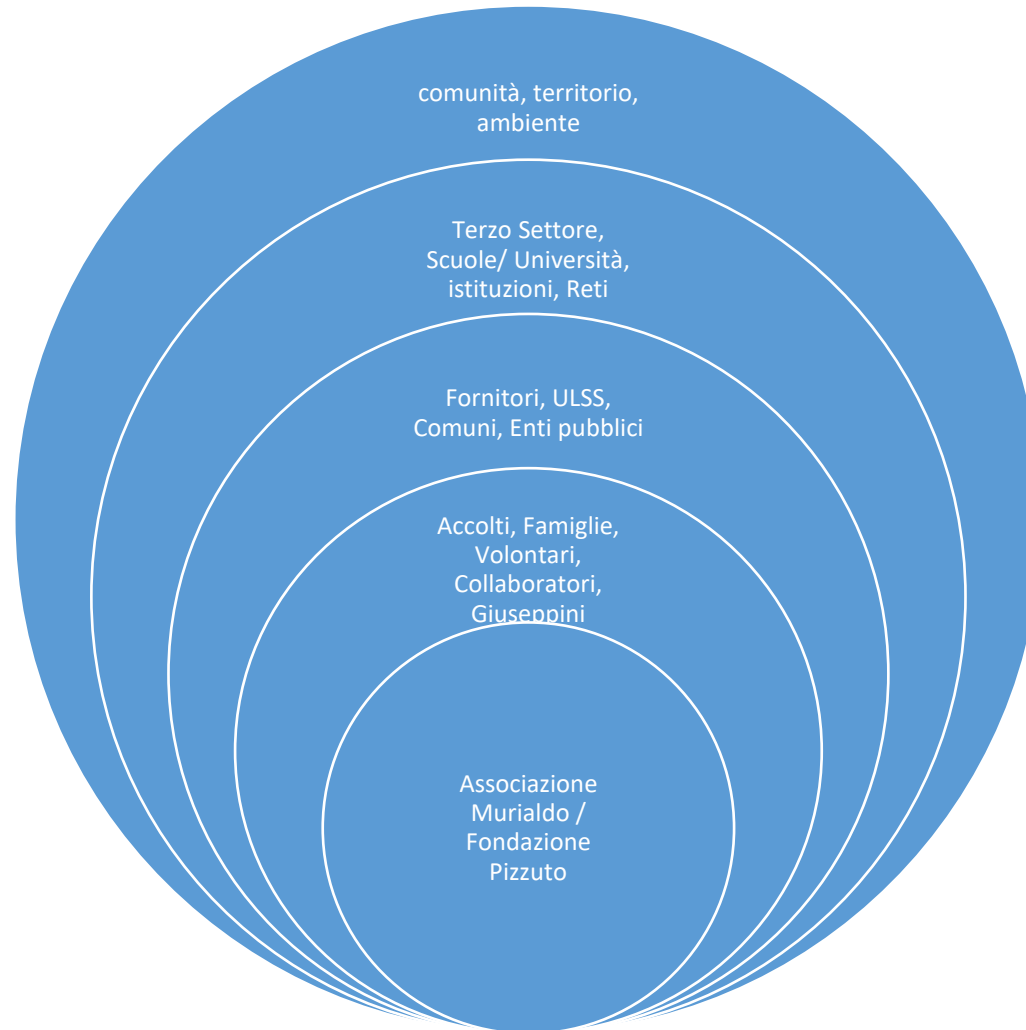 comunità, territorio,
ambiente
Terzo Settore,
Scuole/ Università,
istituzioni, Reti
Fornitori, ULSS,
Comuni, Enti pubblici
Accolti, Famiglie,
Volontari,
Collaboratori,
Giuseppini
Associazione
Murialdo /
Fondazione
Pizzuto